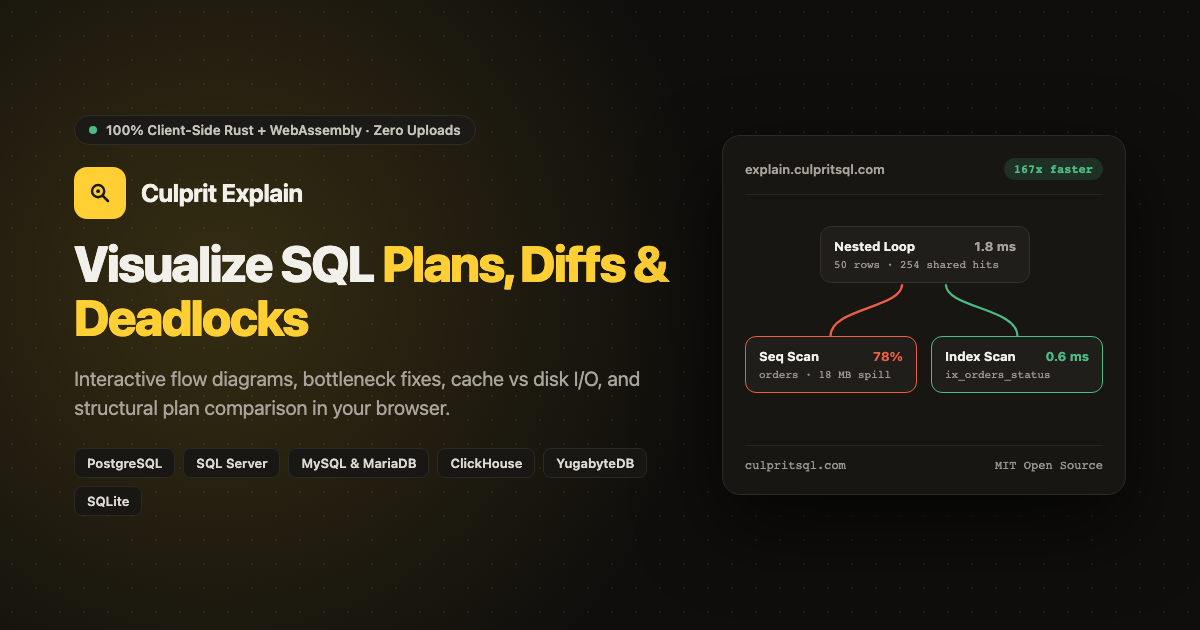 100% Client-Side Rust + WebAssembly · Zero Uploads
Culprit Explain
Visualize SQL Plans, Diffs &
Deadlocks
Interactive flow diagrams, bottleneck fixes, cache vs disk I/O, and
structural plan comparison in your browser.
PostgreSQL
SQL Server
MySQL & MariaDB
ClickHouse
YugabyteDB
SQLite
explain.culpritsql.com
167x faster
Nested Loop
1.8 ms
50 rows · 254 shared hits
Seq Scan
78%
orders · 18 MB spill
Index Scan
0.6 ms
ix_orders_status
culpritsql.com
MIT Open Source